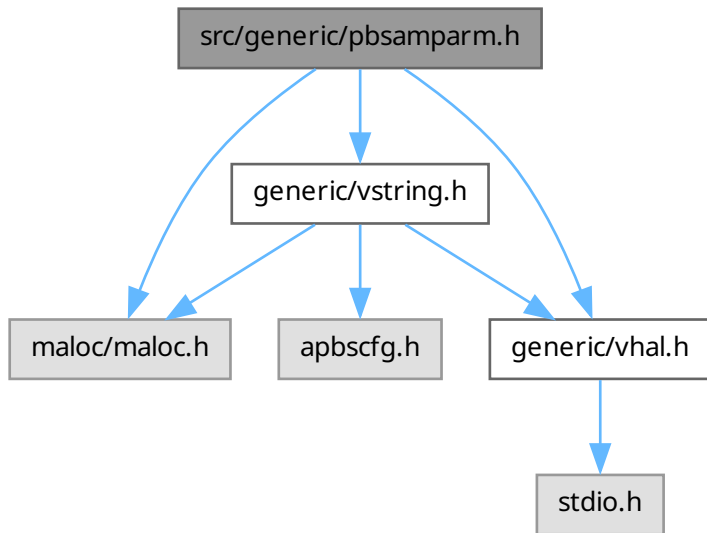 src/generic/pbsamparm.h
generic/vstring.h
maloc/maloc.h
apbscfg.h
generic/vhal.h
stdio.h